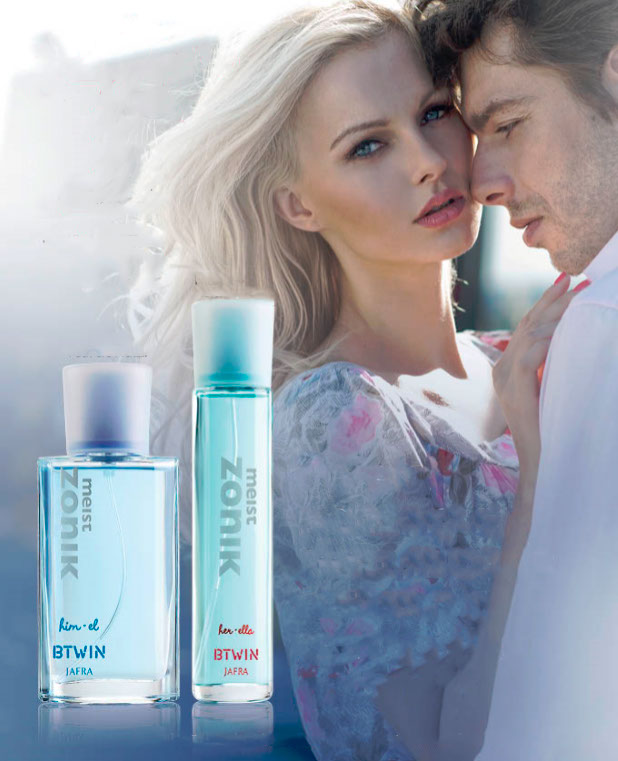 meist
zonik
him • el
BTWIN
JAFRA
meist
zonik
her • ella
BTWIN
JAFRA